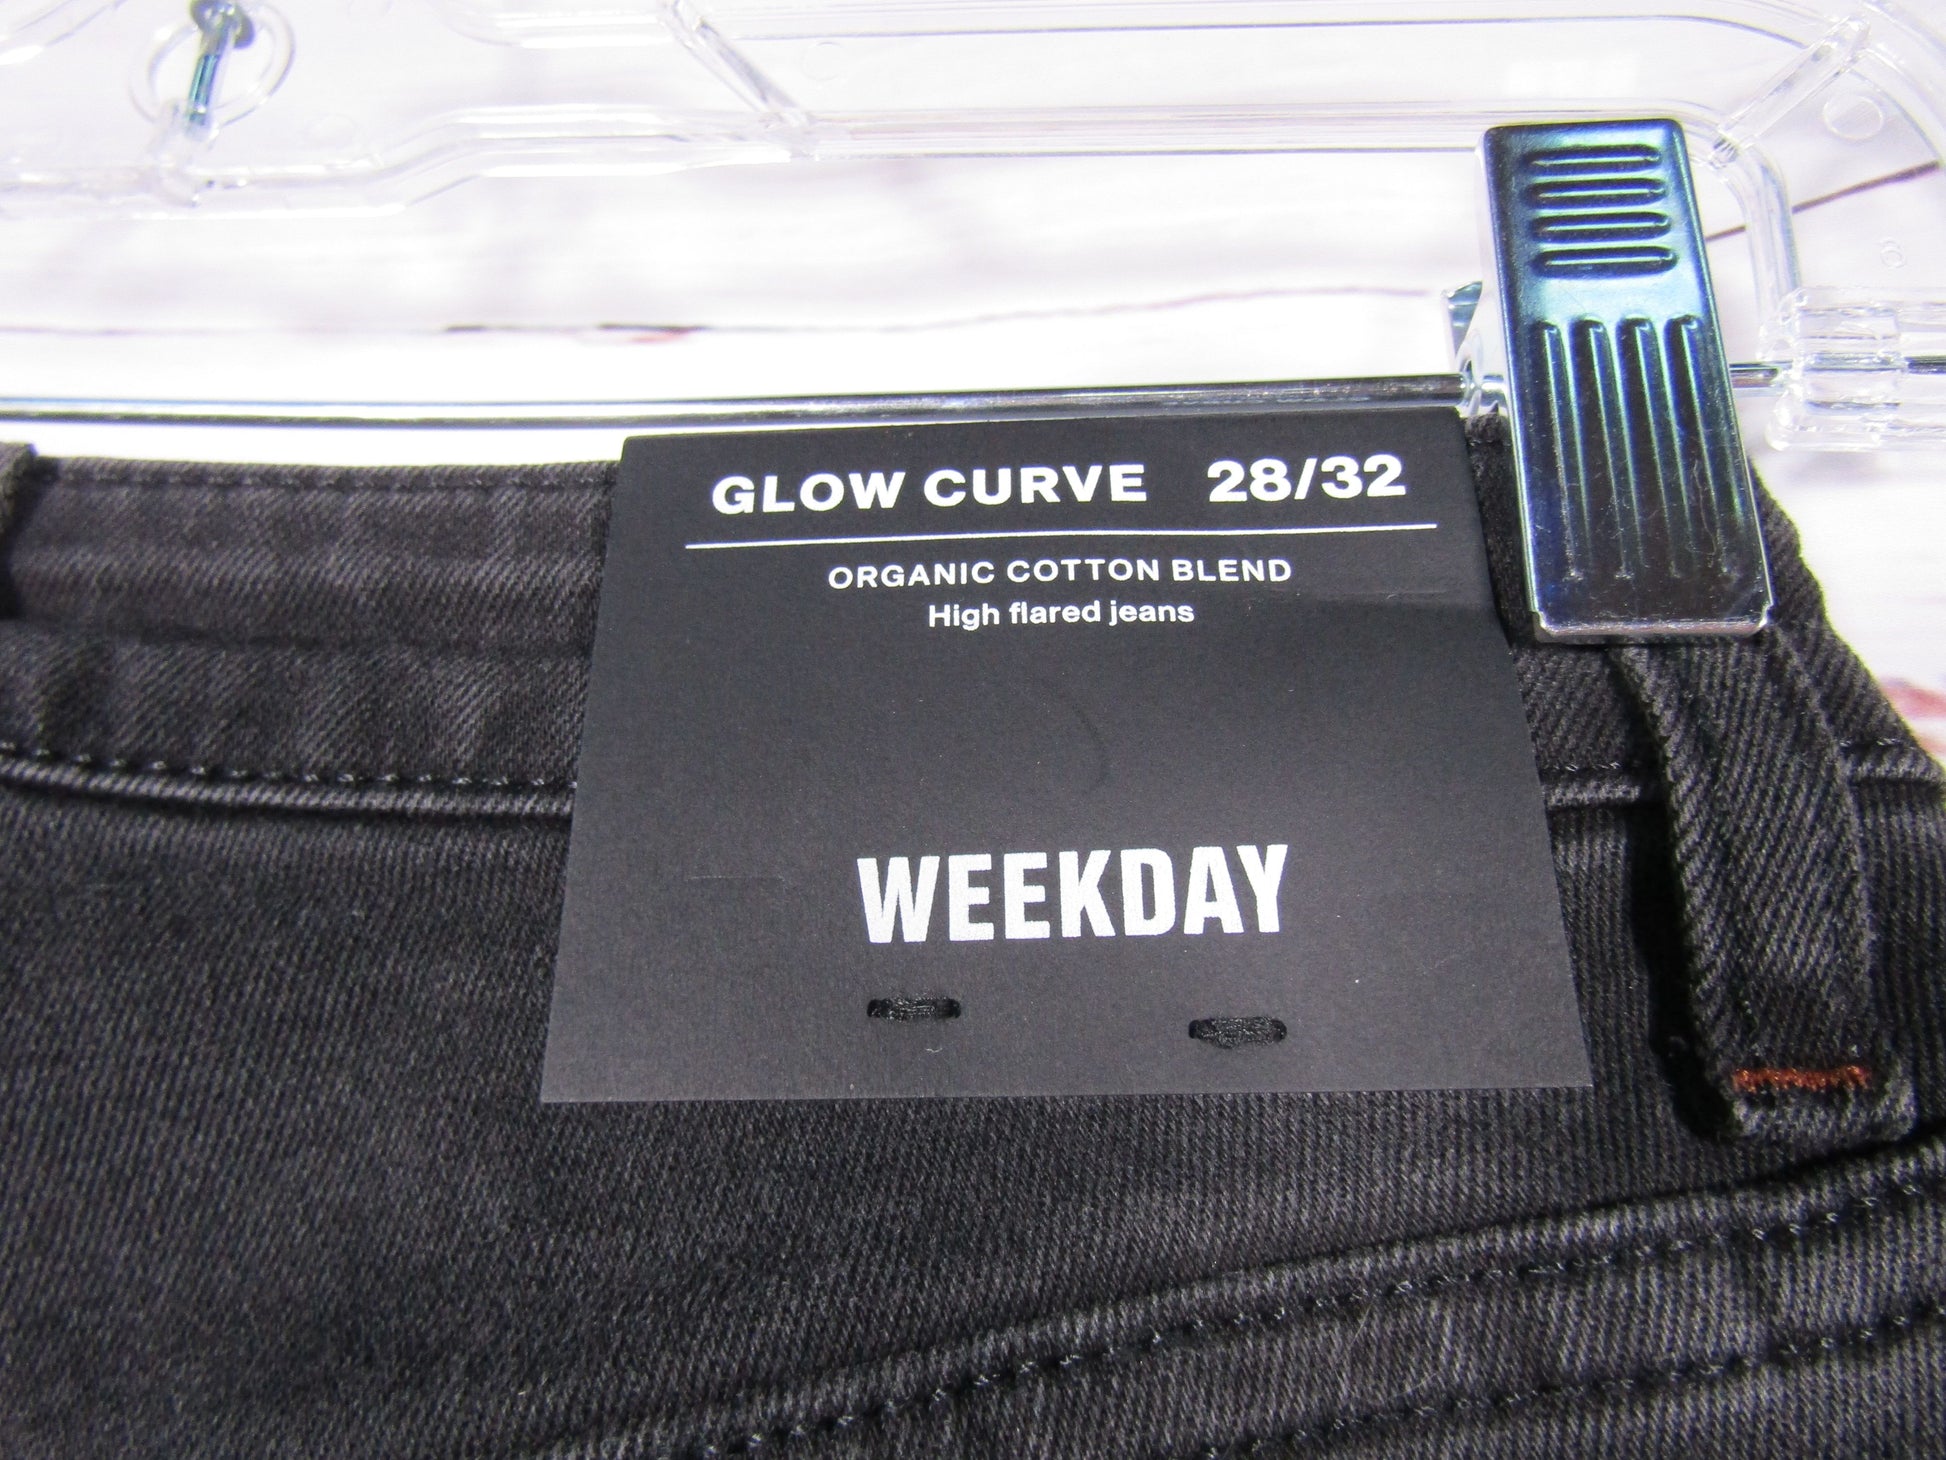 GLOW CURVE 28/32
ORGANIC COTTON BLEND
High flared jeans
WEEKDAY